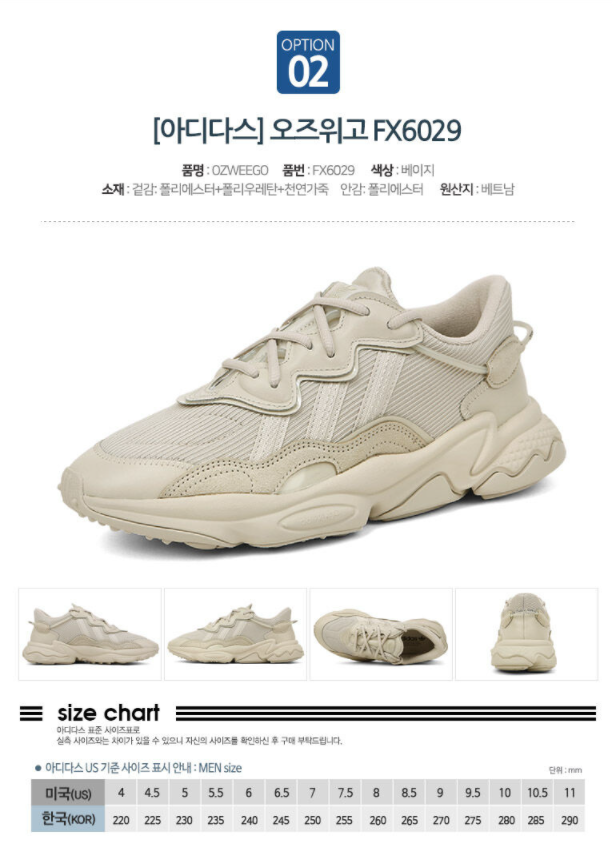 OPTION
02
[아디다스] 오즈위고 FX6029
품명 : OZWEEGO 품번 : FX6029 색상 : 베이지
소재 : 겉감: 폴리에스터+폴리우레탄+천연가죽 안감: 폴리에스터 원산지 : 베트남
size chart
아디다스 표준 사이즈표로
실측 사이즈와는 차이가 있을 수 있으니 자신의 사이즈를 확인하신 후 구매 부탁드립니다.
● 아디다스 US 기준 사이즈 표시 안내 : MEN size 단위 : mm
미국(US) 4 4.5 5 5.5 6 6.5 7 7.5 8 8.5 9 9.5 10 10.5 11
한국(KOR) 220 225 230 235 240 245 250 255 260 265 270 275 280 285 290